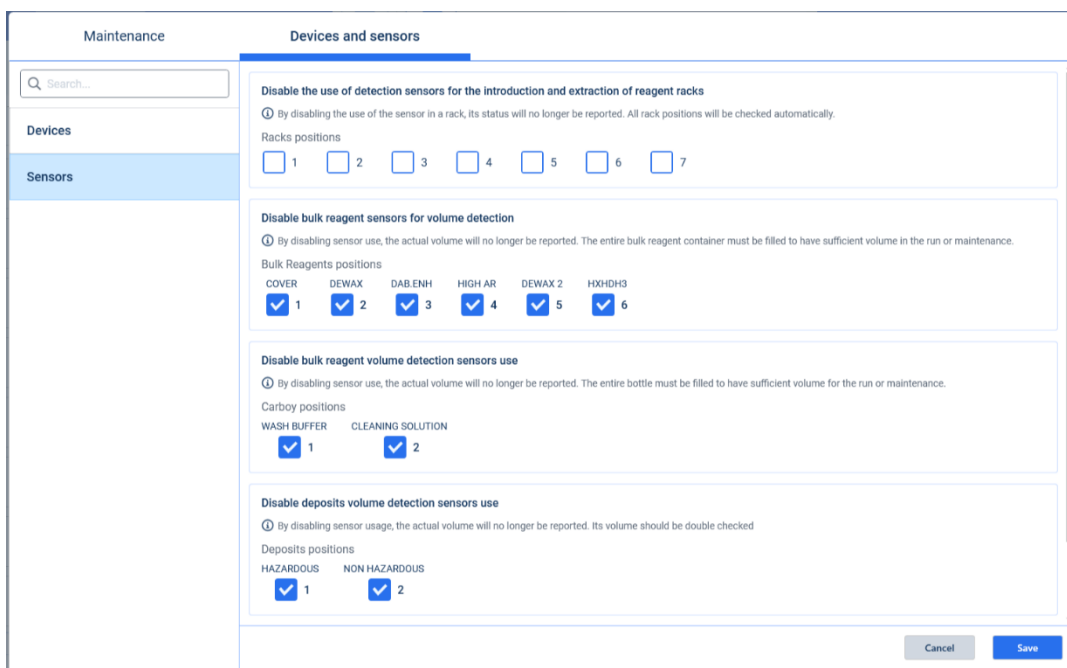 Maintenance
Devices and sensors
Search...
Devices
Sensors
Disable the use of detection sensors for the introduction and extraction of reagent racks
By disabling the use of the sensor in a rack, its status will no longer be reported. All rack positions will be checked automatically.
Racks positions
1 2 3 4 5 6 7
Disable bulk reagent sensors for volume detection
By disabling sensor use, the actual volume will no longer be reported. The entire bulk reagent container must be filled to have sufficient volume in the run or maintenance.
Bulk Reagents positions
COVER DEWAX DAB.ENH HIGH AR DEWAX 2 HXHDH3
1 2 3 4 5 6
Disable bulk reagent volume detection sensors use
By disabling sensor use, the actual volume will no longer be reported. The entire bottle must be filled to have sufficient volume for the run or maintenance.
Carboy positions
WASH BUFFER CLEANING SOLUTION
1 2
Disable deposits volume detection sensors use
By disabling sensor usage, the actual volume will no longer be reported. Its volume should be double checked
Deposits positions
HAZARDOUS NON HAZARDOUS
1 2
Cancel Save